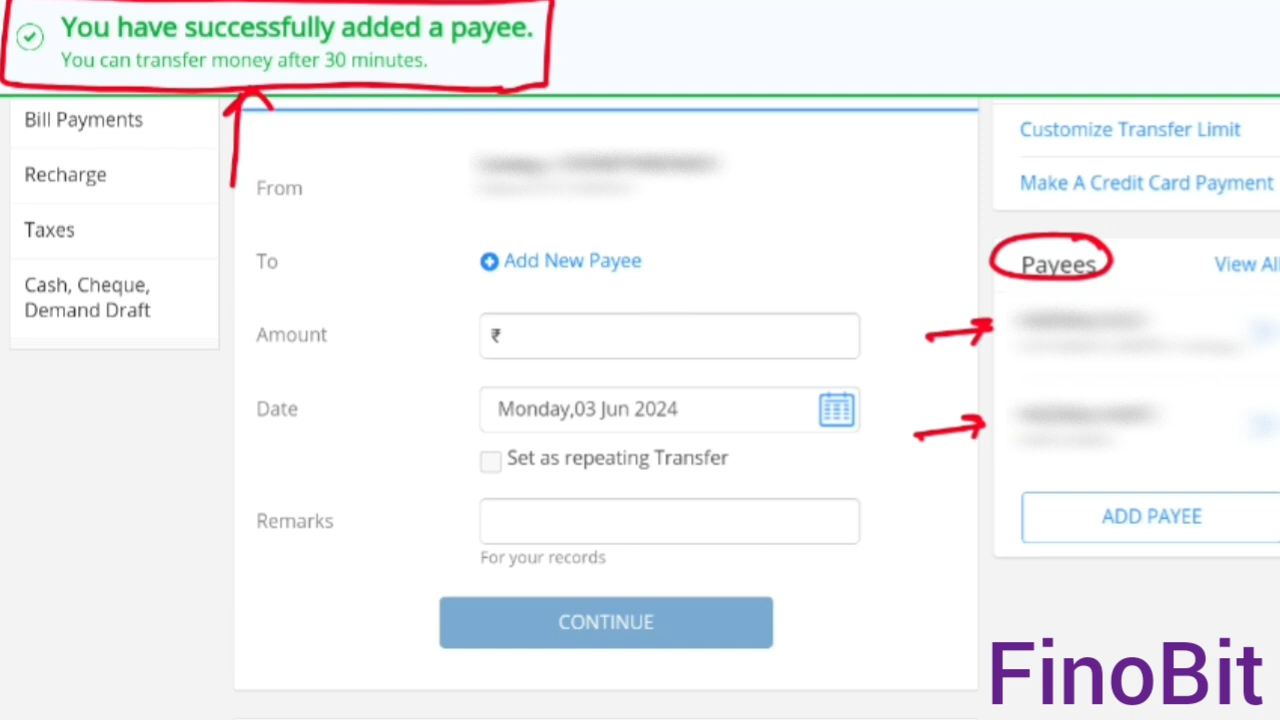 You have successfully added a payee.
You can transfer money after 30 minutes.
Bill Payments
Recharge
Taxes
Cash, Cheque,
Demand Draft
From
To
Add New Payee
Amount
₹
Date
Monday,03 Jun 2024
Set as repeating Transfer
Remarks
For your records
CONTINUE
Customize Transfer Limit
Make A Credit Card Payment
Payees
View All
ADD PAYEE
FinoBit